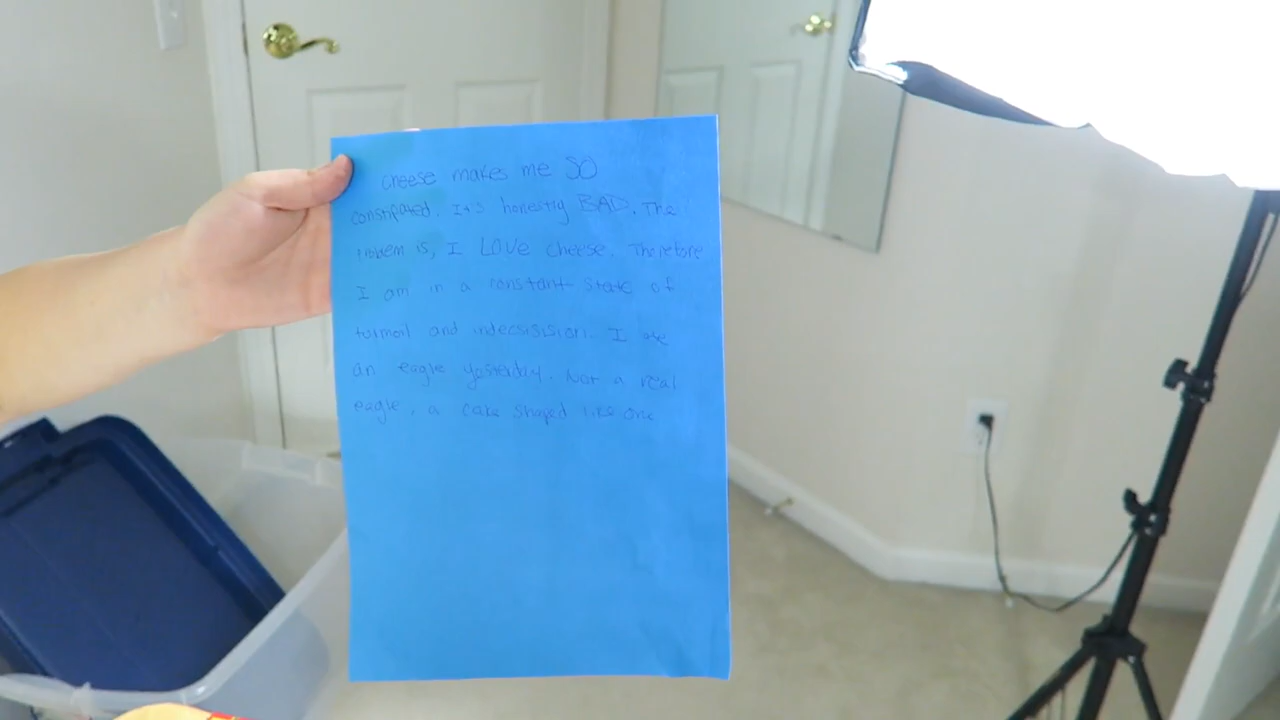 cheese makes me SO
constipated. It's honestly BAD. The
problem is, I LOVE cheese. Therefore
I am in a constant state of
turmoil and indecsision. I ate
an eagle yesterday. Not a real
eagle, a cake shaped like one